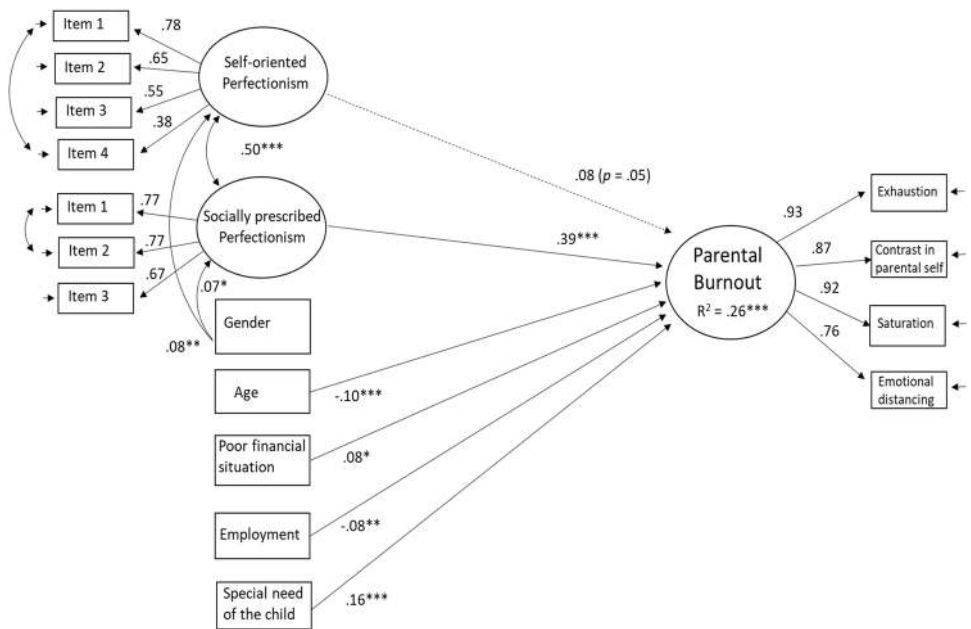 Item 1
.78
Item 2
.65
Item 3
.55
Item 4
.38
Self-oriented
Perfectionism
.50***
.08 (p = .05)
Item 1
.77
Item 2
.77
Item 3
.67
Socially prescribed
Perfectionism
.39***
.07*
.08**
Gender
Age
-.10***
Poor financial
situation
.08*
Employment
-.08**
Special need
of the child
.16***
Parental
Burnout
R² = .26***
.93
Exhaustion
.87
Contrast in
parental self
.92
Saturation
.76
Emotional
distancing